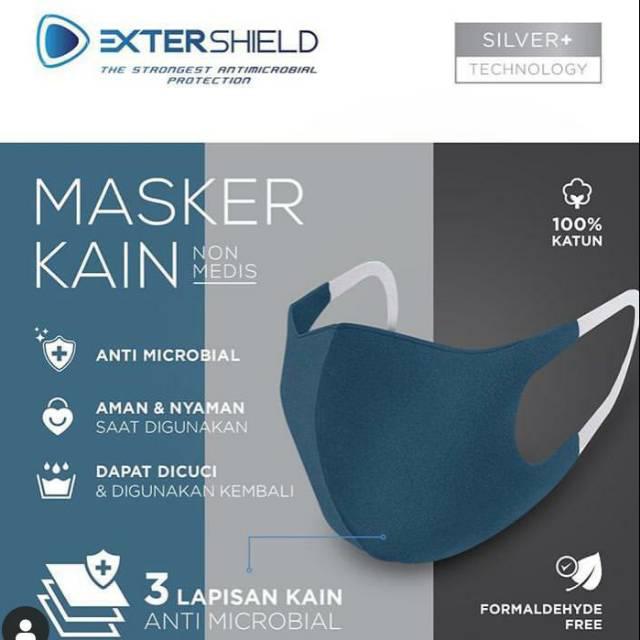 EXTERSHIELD
THE STRONGEST ANTIMICROBIAL
PROTECTION
SILVER+
TECHNOLOGY
MASKER
KAIN NON
MEDIS
100%
KATUN
ANTI MICROBIAL
AMAN & NYAMAN
SAAT DIGUNAKAN
DAPAT DICUCI
& DIGUNAKAN KEMBALI
3 LAPISAN KAIN
ANTI MICROBIAL
FORMALDEHYDE
FREE